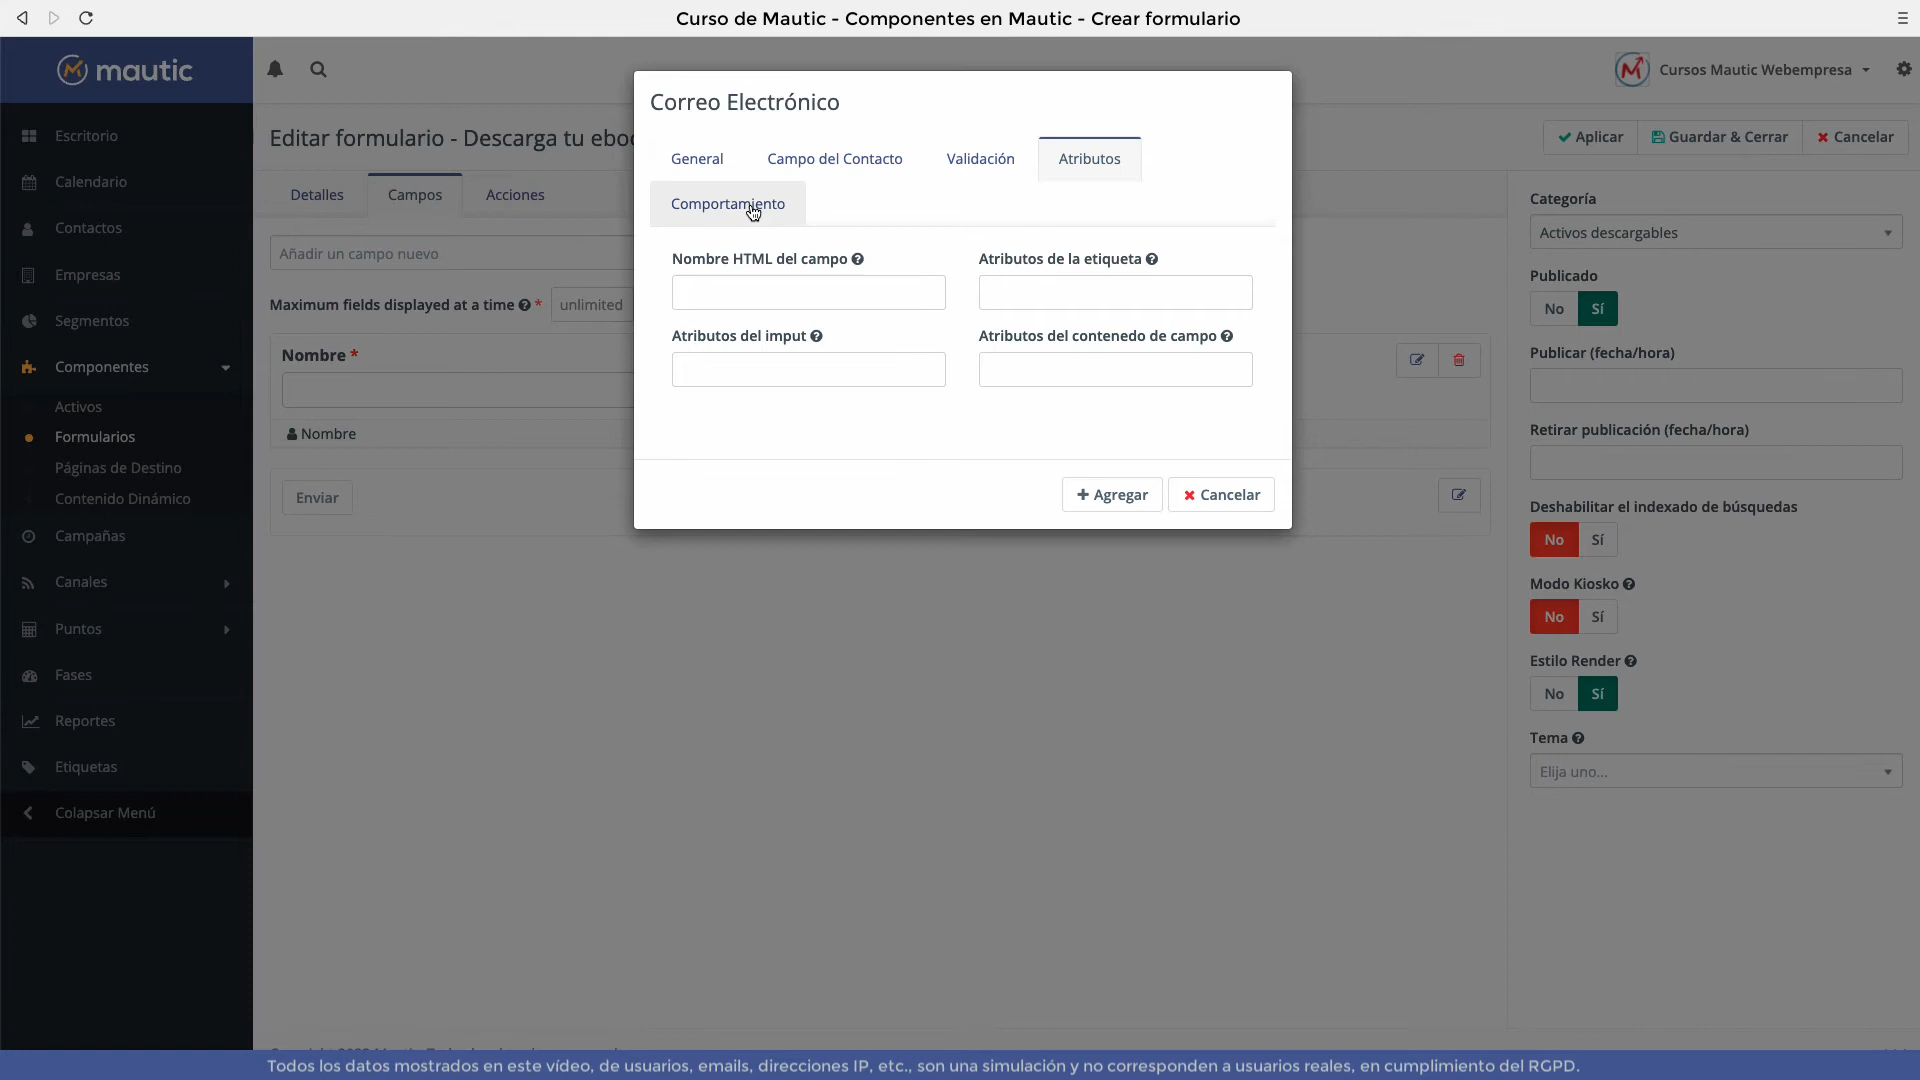 Curso de Mautic - Componentes en Mautic - Crear formulario
mautic
Cursos Mautic Webempresa
Escritorio
Calendario
Contactos
Empresas
Segmentos
Componentes
Activos
Formularios
Páginas de Destino
Contenido Dinámico
Campañas
Canales
Puntos
Fases
Reportes
Etiquetas
Colapsar Menú
Editar formulario - Descarga tu eboo
Aplicar
Guardar & Cerrar
Cancelar
Detalles
Campos
Acciones
Añadir un campo nuevo
Maximum fields displayed at a time *
unlimited
Nombre *
Nombre
Enviar
Correo Electrónico
General
Campo del Contacto
Validación
Atributos
Comportamiento
Nombre HTML del campo
Atributos de la etiqueta
Atributos del imput
Atributos del contenedo de campo
Agregar
Cancelar
Categoría
Activos descargables
Publicado
No Sí
Publicar (fecha/hora)
Retirar publicación (fecha/hora)
Deshabilitar el indexado de búsquedas
No Sí
Modo Kiosko
No Sí
Estilo Render
No Sí
Tema
Elija uno...
Todos los datos mostrados en este vídeo, de usuarios, emails, direcciones IP, etc., son una simulación y no corresponden a usuarios reales, en cumplimiento del RGPD.